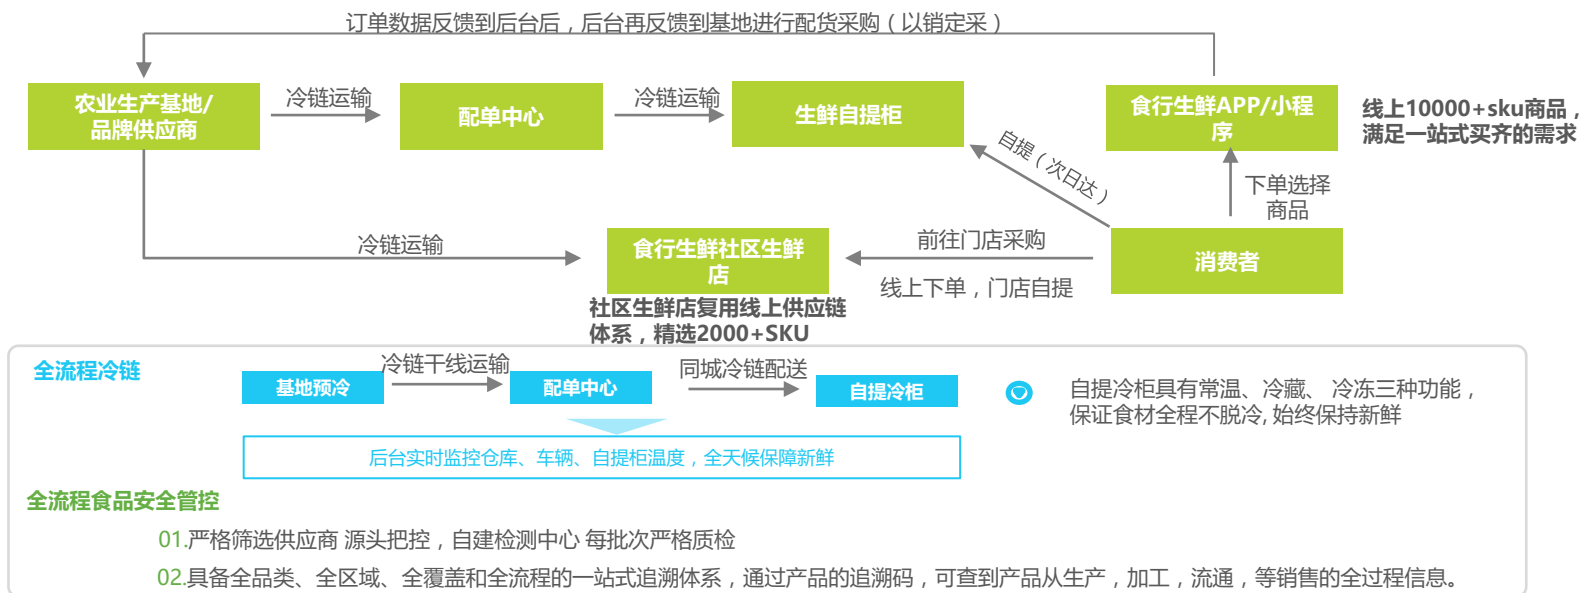 订单数据反馈到后台后，后台再反馈到基地进行配货采购（以销定采）
农业生产基地/
品牌供应商
冷链运输
配单中心
冷链运输
生鲜自提柜
食行生鲜APP/小程
序
线上10000+sku商品，
满足一站式买齐的需求
自提（次日达）
下单选择
商品
冷链运输
食行生鲜社区生鲜
店
前往门店采购
线上下单，门店自提
消费者
社区生鲜店复用线上供应链
体系，精选2000+SKU
全流程冷链
基地预冷
冷链干线运输
配单中心
同城冷链配送
自提冷柜
自提冷柜具有常温、冷藏、 冷冻三种功能，
保证食材全程不脱冷, 始终保持新鲜
后台实时监控仓库、车辆、自提柜温度，全天候保障新鲜
全流程食品安全管控
01.严格筛选供应商 源头把控，自建检测中心 每批次严格质检
02.具备全品类、全区域、全覆盖和全流程的一站式追溯体系，通过产品的追溯码，可查到产品从生产，加工，流通，等销售的全过程信息。